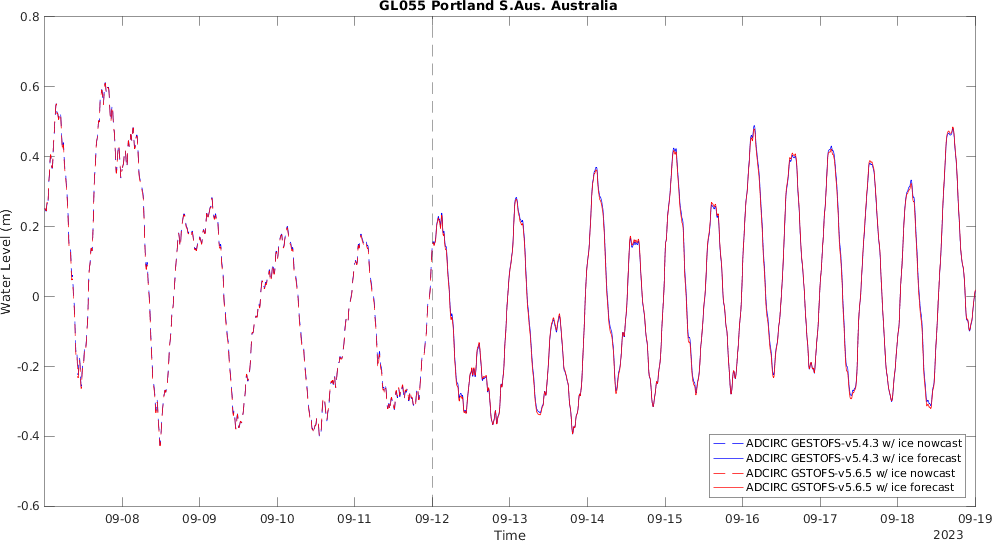 GL055 Portland S.Aus. Australia
0.8
0.6
0.4
0.2
0
-0.2
-0.4
-0.6
Water Level (m)
ADCIRC GESTOFS-v5.4.3 w/ ice nowcast
ADCIRC GESTOFS-v5.4.3 w/ ice forecast
ADCIRC GSTOFS-v5.6.5 w/ ice nowcast
ADCIRC GSTOFS-v5.6.5 w/ ice forecast
09-08 09-09 09-10 09-11 09-12 09-13 09-14 09-15 09-16 09-17 09-18 09-19
Time
2023